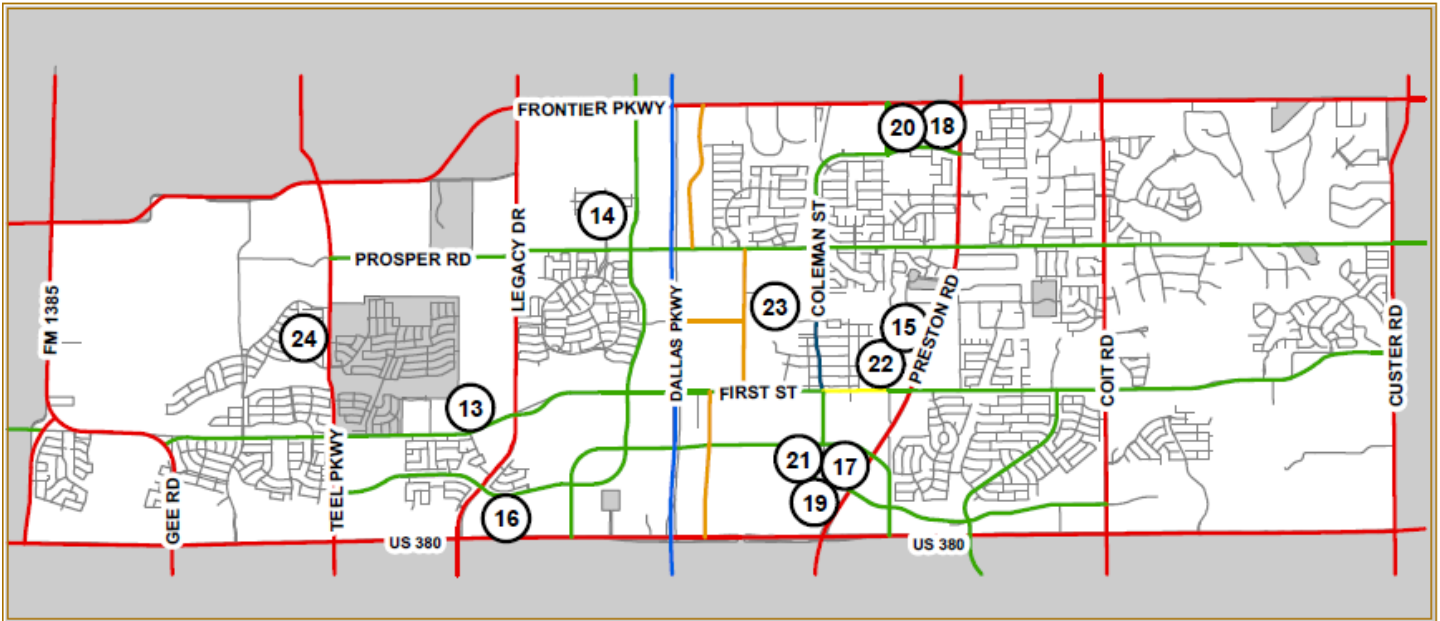 FRONTIER PKWY
20
18
14
LEGACY DR
COLEMAN ST
PROSPER RD
FM 1385
DALLAS PKWY
23
PRESTON RD
15
24
22
COIT RD
CUSTER RD
FIRST ST
13
21
17
TEEL PKWY
GEE RD
19
16
US 380
US 380